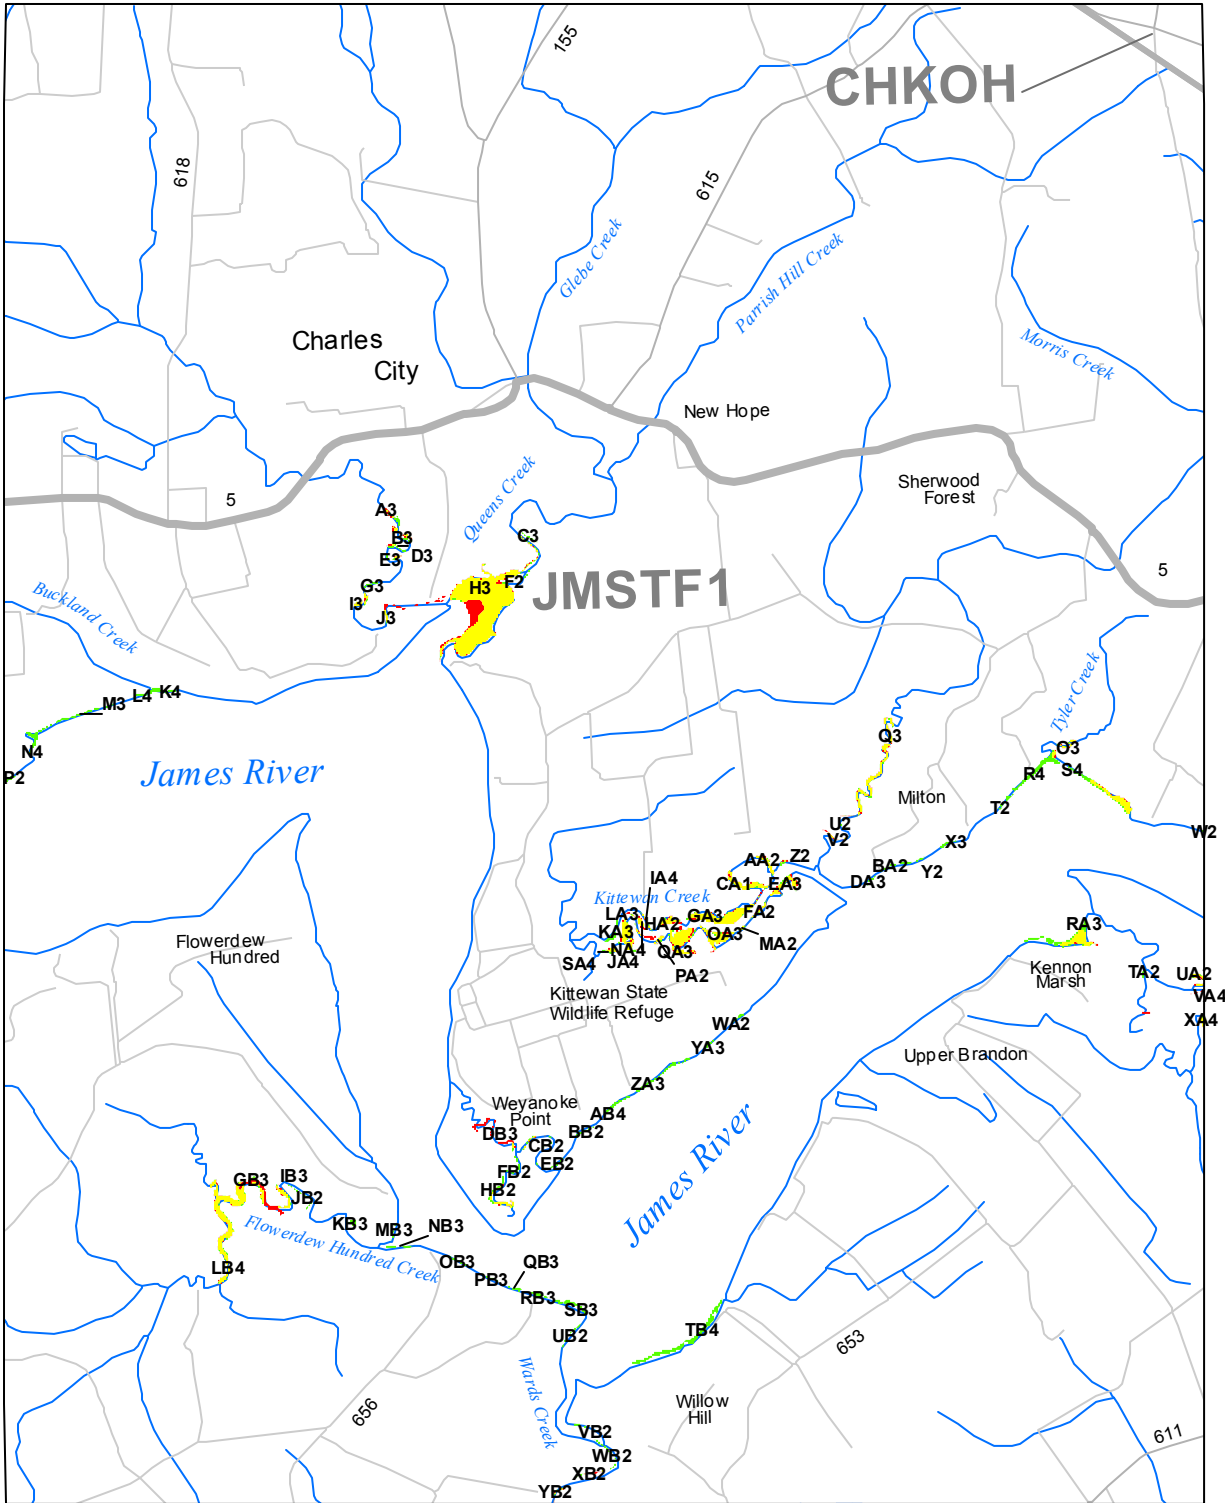 155
CHKOH
618
615
Glebe Creek
Parrish Hill Creek
Morris Creek
Charles
City
New Hope
Sherwood
Forest
5
Queens Creek
A3
B3
C3
D3
E3
F2
G3
H3
I3
J3
JMSTF1
5
Buckland Creek
K4
L4
M3
N4
P2
James River
Tyler Creek
O3
Q3
R4
S4
T2
Milton
U2
V2
W2
X3
Y2
Z2
AA2
BA2
CA1
DA3
EA3
IA4
Kittewan Creek
LA3
HA2
GA3
FA2
KA3
NA4
OA3
MA2
SA4
JA4
QA3
PA2
Flowerdew
Hundred
RA3
Kennon
Marsh
TA2
UA2
VA4
XA4
Kittewan State
Wildlife Refuge
WA2
YA3
Upper Brandon
ZA3
Weyanoke
Point
AB4
BB2
DB3
CB2
EB2
FB2
HB2
James River
GB3
IB3
JB2
KB3
MB3
NB3
Flowerdew Hundred Creek
LB4
OB3
QB3
PB3
RB3
SB3
UB2
TB4
653
Wards Creek
Willow
Hill
656
611
VB2
WB2
XB2
YB2